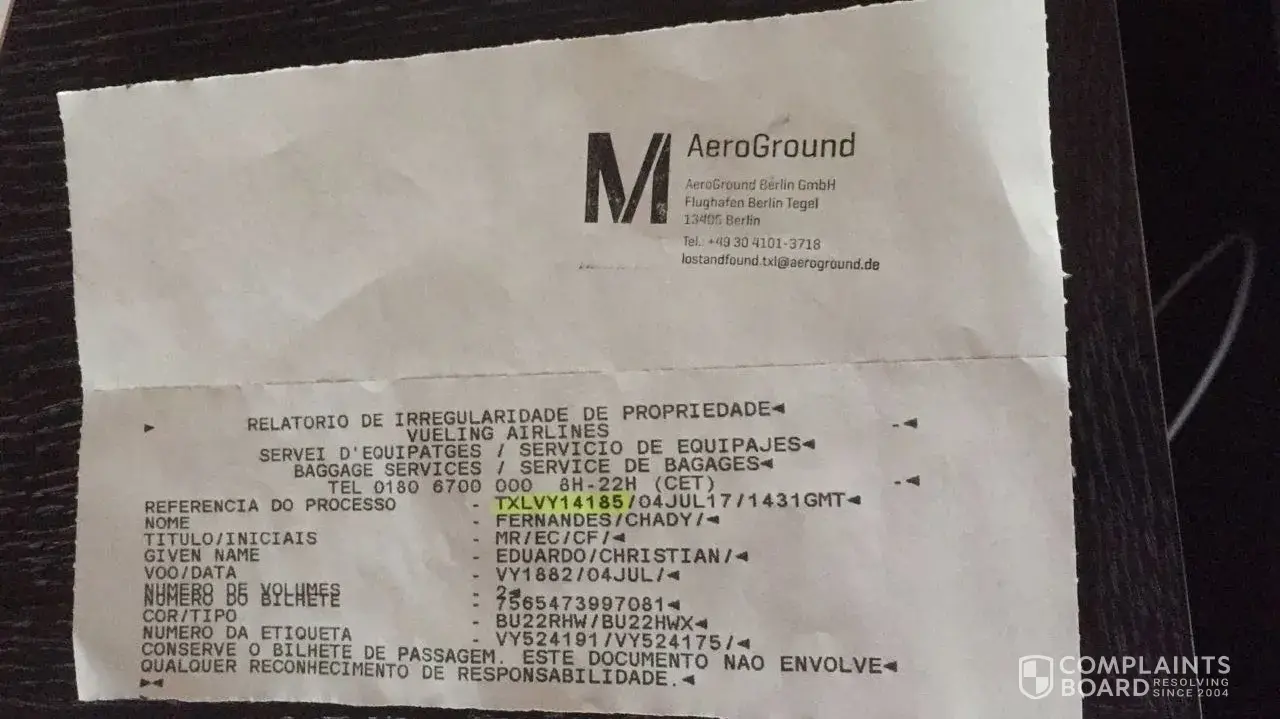 M AeroGround
AeroGround Berlin GmbH
Flughafen Berlin Tegel
13405 Berlin
Tel.: +49 30 4101-3718
lostandfound.txl@aeroground.de
RELATORIO DE IRREGULARIDADE DE PROPRIEDADE
VUELING AIRLINES
SERVEI D'EQUIPATGES / SERVICIO DE EQUIPAJES
BAGGAGE SERVICES / SERVICE DE BAGAGES
TEL 0180 6700 000 8H-22H (CET)
REFERENCIA DO PROCESSO - TXLVY14185/04JUL17/1431GMT
NOME - FERNANDES/CHADY/
TITULO/INICIAIS - MR/EC/CF/
GIVEN NAME - EDUARDO/CHRISTIAN/
VOO/DATA - VY1882/04JUL/
NUMERO DE VOLUMES - 2
NUMERO DO BILHETE - 7565473997081
COR/TIPO - BU22RHW/BU22HWX
NUMERO DA ETIQUETA - VY524191/VY524175/
CONSERVE O BILHETE DE PASSAGEM. ESTE DOCUMENTO NAO ENVOLVE
QUALQUER RECONHECIMENTO DE RESPONSABILIDADE.
COMPLAINTS
BOARD RESOLVING
SINCE 2004